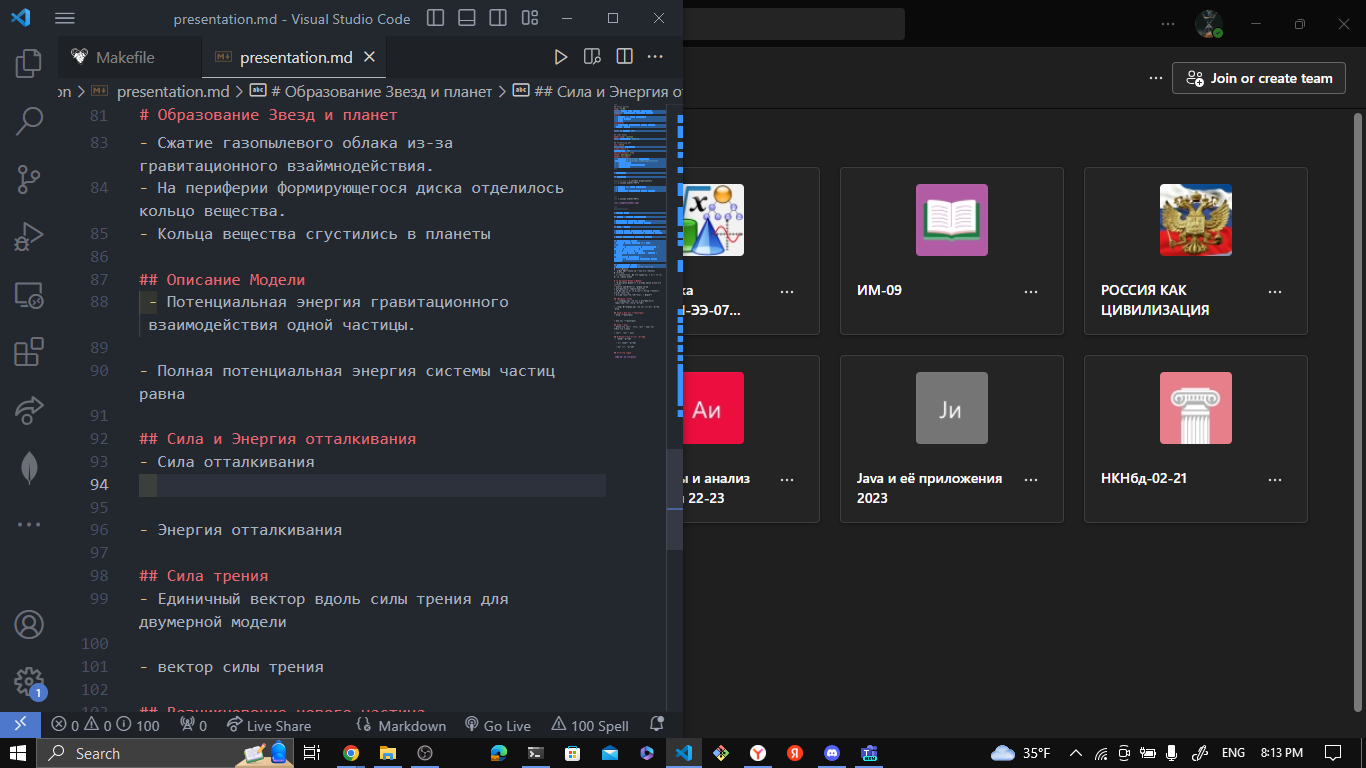 presentation.md - Visual Studio Code
Makefile
presentation.md
on > presentation.md > # Образование Звезд и планет > ## Сила и Энергия от
81 # Образование Звезд и планет
83 - Сжатие газопылевого облака из-за
гравитационного взаймнодействия.
84 - На периферии формирующегося диска отделилось
кольцо вещества.
85 - Кольца вещества сгустились в планеты
86
87 ## Описание Модели
88 - Потенциальная энергия гравитационного
взаимодействия одной частицы.
89
90 - Полная потенциальная энергия системы частиц
равна
91
92 ## Сила и Энергия отталкивания
93 - Сила отталкивания
94
95
96 - Энергия отталкивания
97
98 ## Сила трения
99 - Единичный вектор вдоль силы трения для
двумерной модели
100
101 - вектор силы трения
102
103 ## Возникновение нового частица
1
0 0 100 0 Live Share Markdown Go Live 100 Spell
Join or create team
ка
1-ЭЭ-07...
ИМ-09
РОССИЯ КАК
ЦИВИЛИЗАЦИЯ
Аи
ы и анализ
22-23
Jи
Java и её приложения
2023
НКНбд-02-21
Search
35°F
ENG
8:13 PM